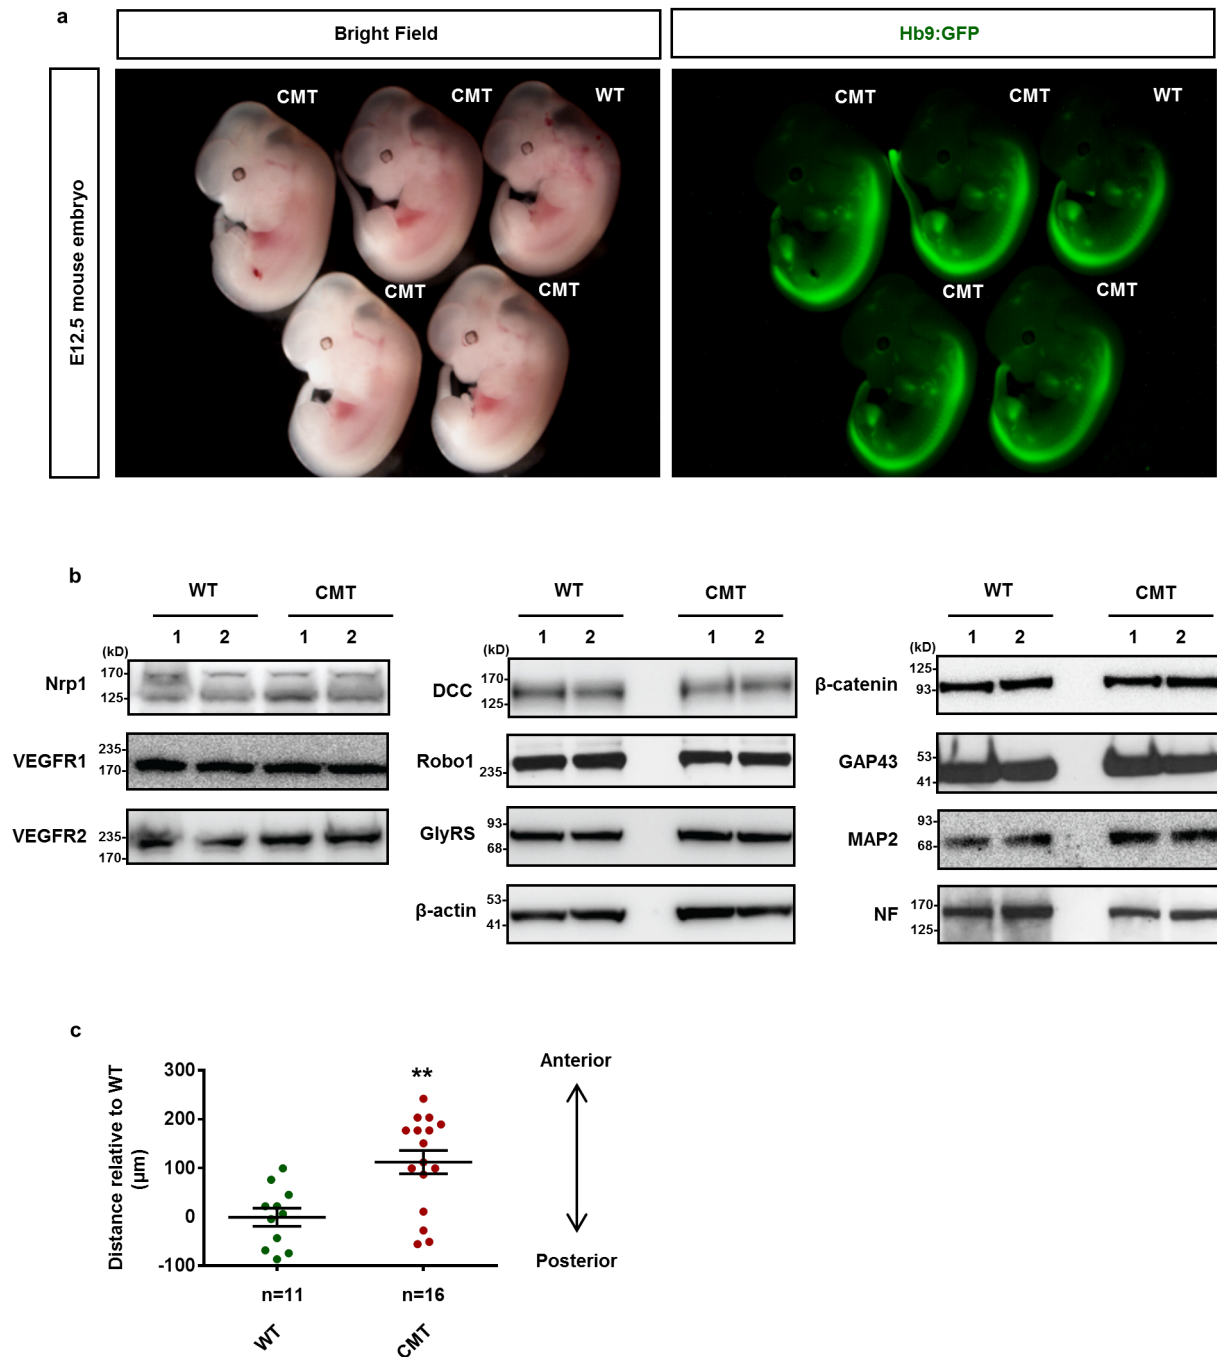 a
Bright Field
Hb9:GFP
E12.5 mouse embryo
CMT
CMT
WT
CMT
CMT
CMT
CMT
WT
CMT
CMT
b
WT
CMT
1
2
1
2
(kD)
Nrp1
170-
125-
VEGFR1
235-
170-
VEGFR2
235-
170-
WT
CMT
1
2
1
2
(kD)
DCC
170-
125-
Robo1
235-
GlyRS
93-
68-
β-actin
53-
41-
WT
CMT
1
2
1
2
(kD)
β-catenin
125-
93-
GAP43
53-
41-
MAP2
93-
68-
NF
170-
125-
c
Distance relative to WT
(μm)
300
200
100
0
-100
**
n=11
n=16
WT
CMT
Anterior
Posterior